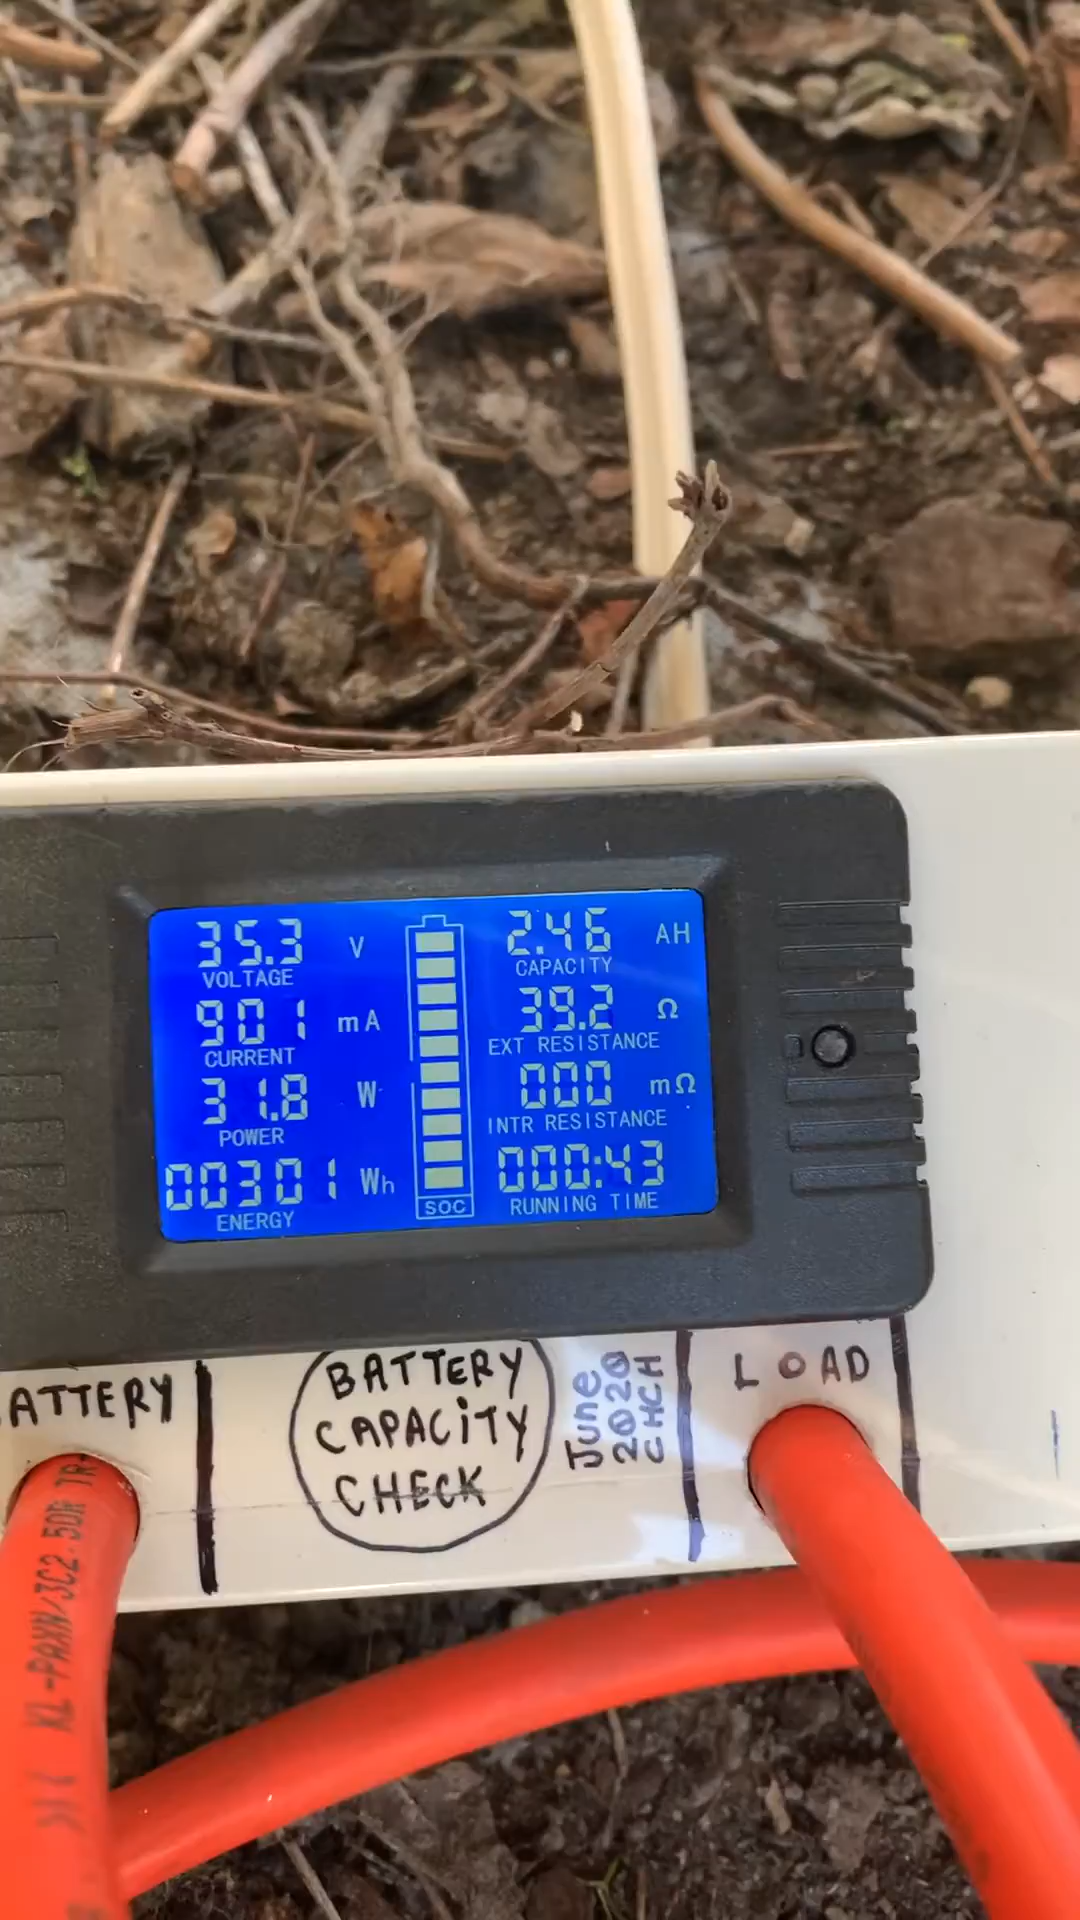 35.3 V
VOLTAGE
901 mA
CURRENT
31.8 W
POWER
00301 Wh
ENERGY
SOC
2.46 AH
CAPACITY
39.2 Ω
EXT RESISTANCE
000 mΩ
INTR RESISTANCE
000:43
RUNNING TIME
ATTERY
BATTERY
CAPACiTY
CHECK
June
2020
CHCH
LOAD